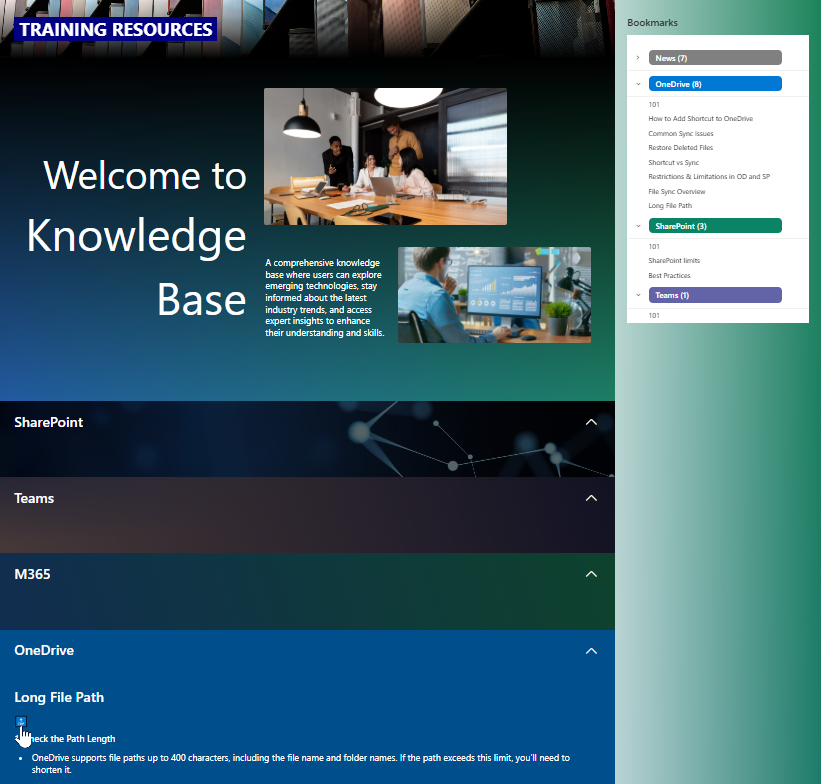 TRAINING RESOURCES
Welcome to
Knowledge
Base
A comprehensive knowledge
base where users can explore
emerging technologies, stay
informed about the latest
industry trends, and access
expert insights to enhance
their understanding and skills.
SharePoint
Teams
M365
OneDrive
Long File Path
heck the Path Length
OneDrive supports file paths up to 400 characters, including the file name and folder names. If the path exceeds this limit, you'll need to
shorten it.
Bookmarks
News (7)
OneDrive (8)
101
How to Add Shortcut to OneDrive
Common Sync Issues
Restore Deleted Files
Shortcut vs Sync
Restrictions & Limitations in OD and SP
File Sync Overview
Long File Path
SharePoint (3)
101
SharePoint limits
Best Practices
Teams (1)
101